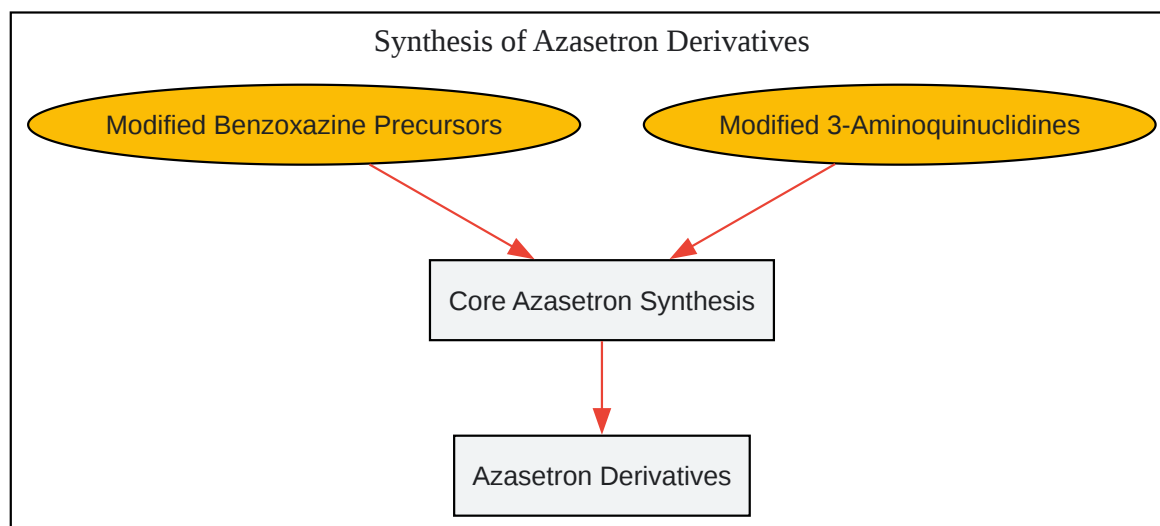 Synthesis of Azasetron Derivatives
Modified Benzoxazine Precursors
Modified 3-Aminoquinuclidines
Core Azasetron Synthesis
Azasetron Derivatives